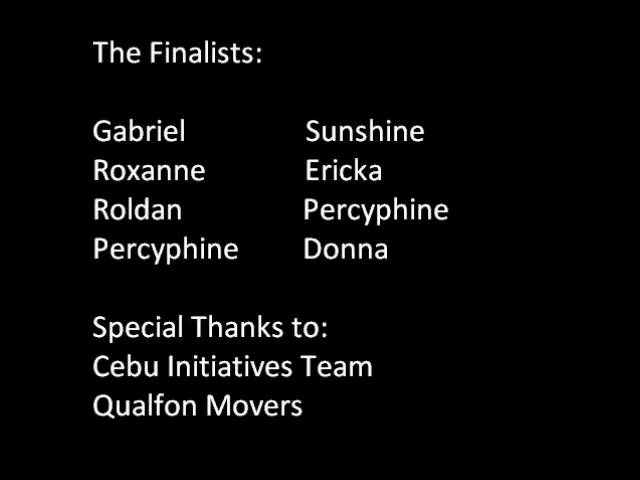 The Finalists:
Gabriel Sunshine
Roxanne Ericka
Roldan Percyphine
Percyphine Donna
Special Thanks to:
Cebu Initiatives Team
Qualfon Movers